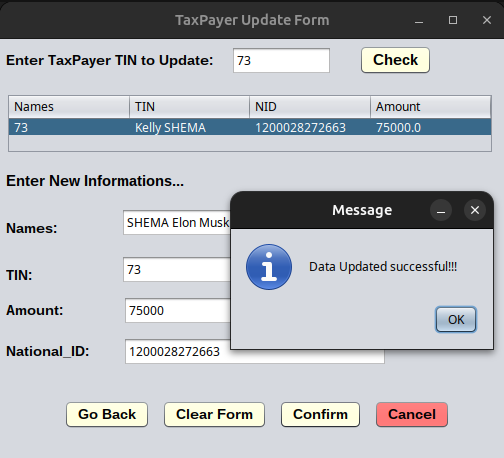 TaxPayer Update Form
Enter TaxPayer TIN to Update: 73 Check
Names TIN NID Amount
73 Kelly SHEMA 1200028272663 75000.0
Enter New Informations...
Message
Names: SHEMA Elon Musk
Data Updated successful!!!
TIN: 73
Amount: 75000
OK
National_ID: 1200028272663
Go Back Clear Form Confirm Cancel